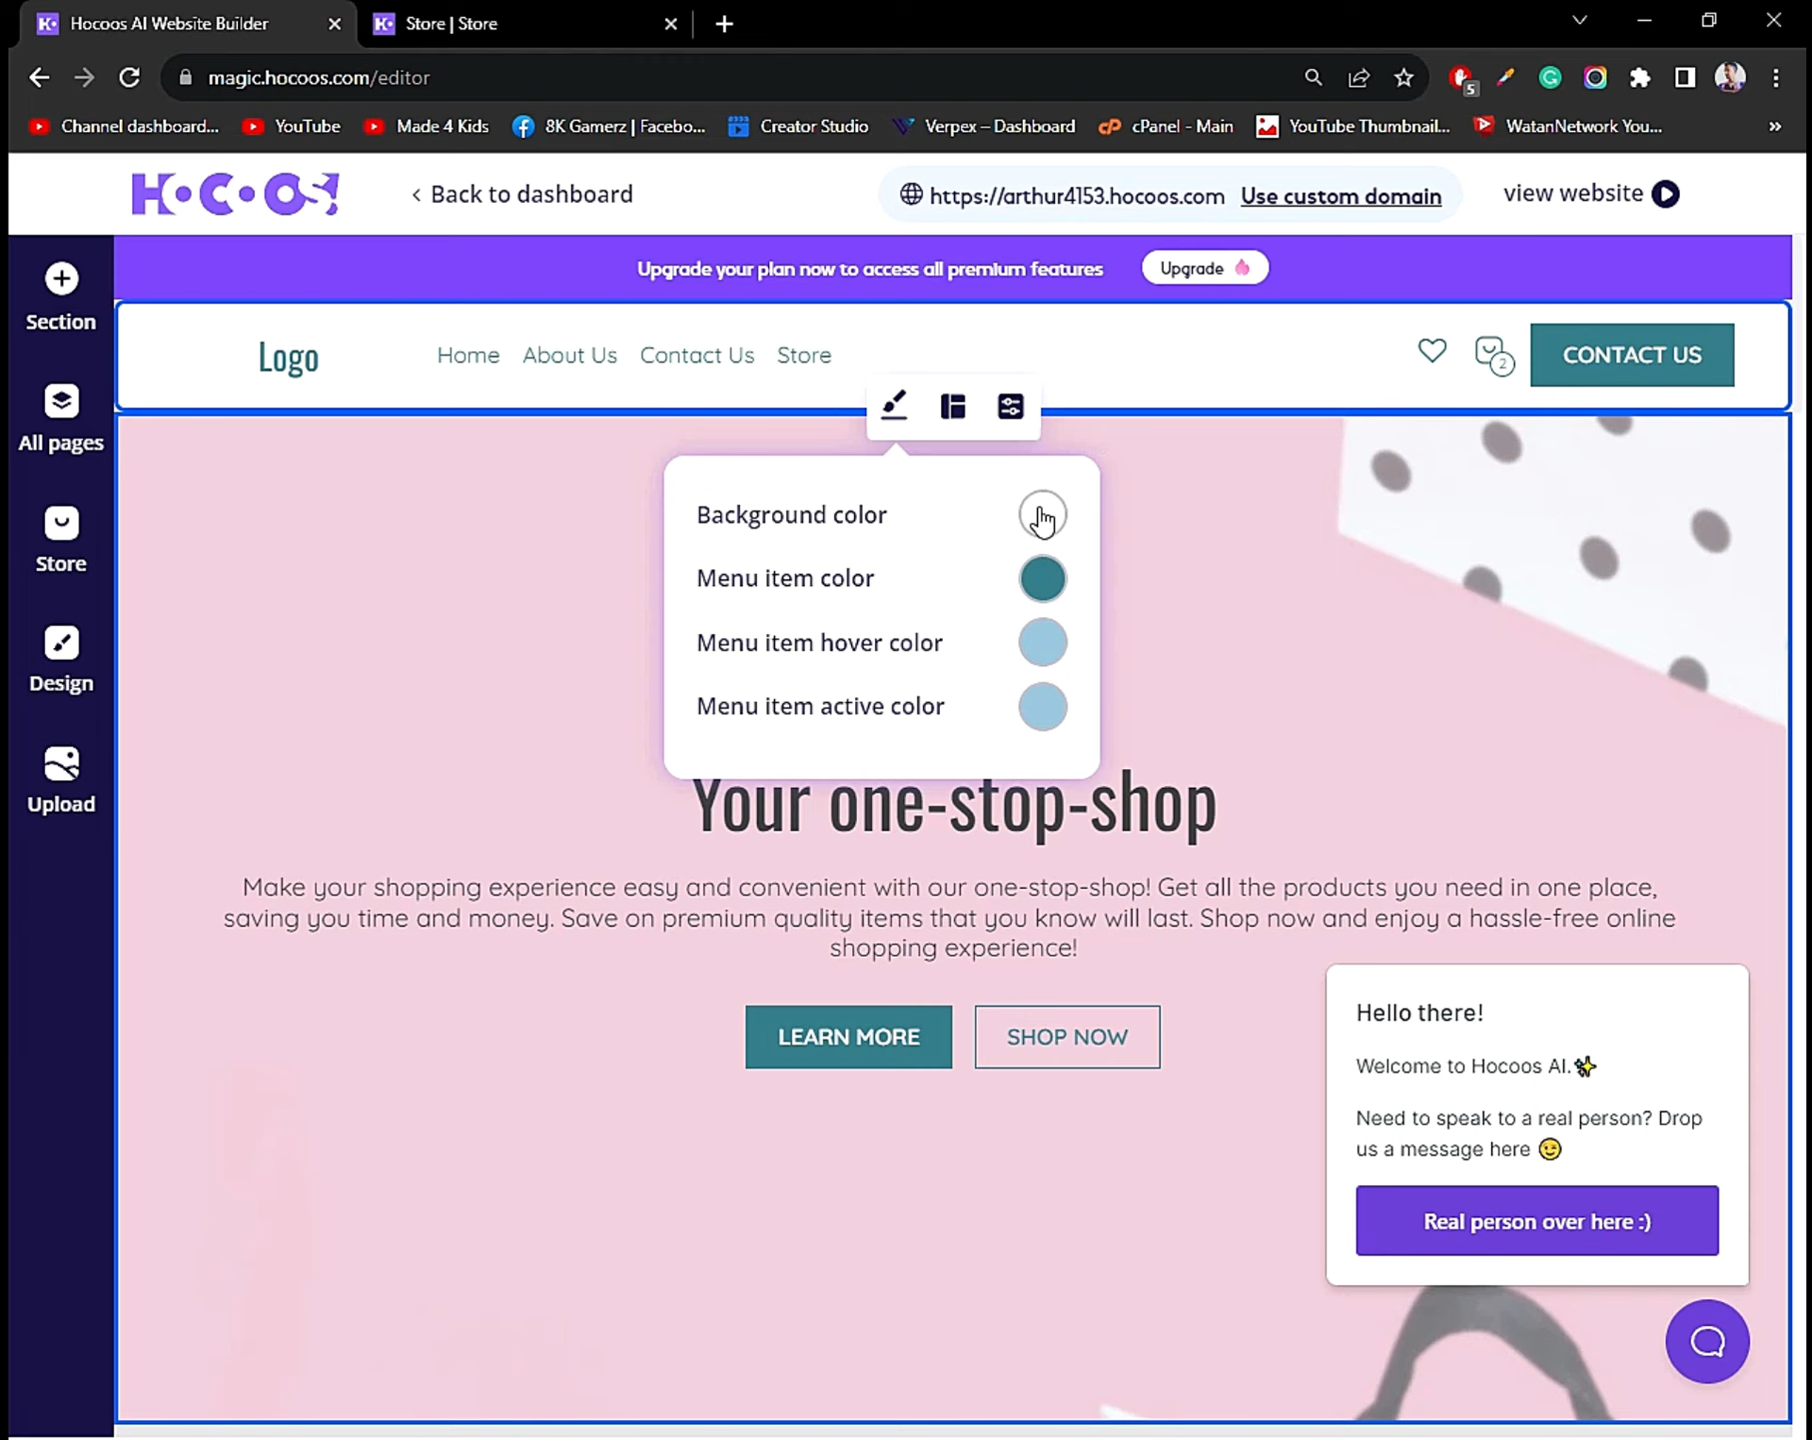 Hocoos AI Website Builder
Store | Store
magic.hocoos.com/editor
5
Channel dashboard...
YouTube
Made 4 Kids
8K Gamerz | Facebo...
Creator Studio
Verpex – Dashboard
cPanel - Main
YouTube Thumbnail...
WatanNetwork You...
HOCOOS
Back to dashboard
https://arthur4153.hocoos.com Use custom domain
view website
Upgrade your plan now to access all premium features
Upgrade
Section
All pages
Store
Design
Upload
Logo
Home
About Us
Contact Us
Store
2
CONTACT US
Background color
Menu item color
Menu item hover color
Menu item active color
Your one-stop-shop
Make your shopping experience easy and convenient with our one-stop-shop! Get all the products you need in one place,
saving you time and money. Save on premium quality items that you know will last. Shop now and enjoy a hassle-free online
shopping experience!
LEARN MORE
SHOP NOW
Hello there!
Welcome to Hocoos AI.✨
Need to speak to a real person? Drop
us a message here 😉
Real person over here :)